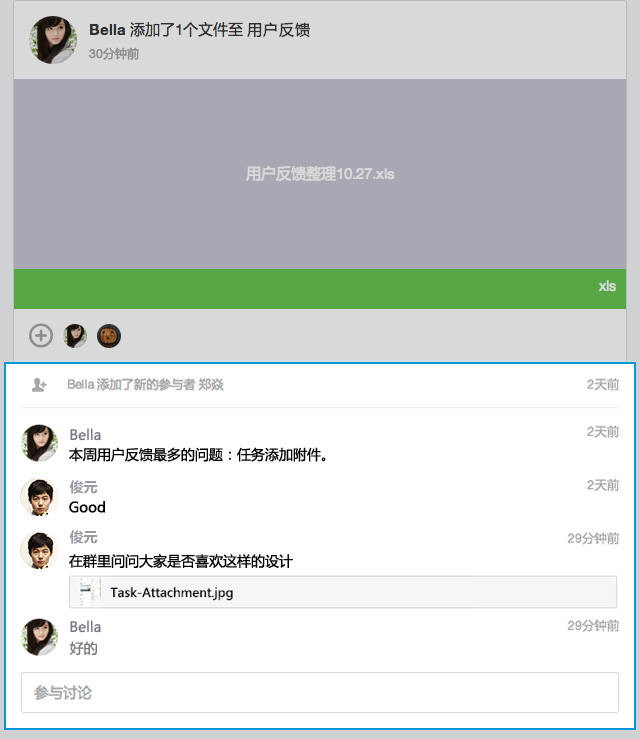 Bella 添加了1个文件至 用户反馈
30分钟前
用户反馈整理10.27.xls
xls
Bella 添加了新的参与者 郑焱 2天前
Bella 2天前
本周用户反馈最多的问题：任务添加附件。
俊元 2天前
Good
俊元 29分钟前
在群里问问大家是否喜欢这样的设计
Task-Attachment.jpg
Bella 29分钟前
好的
参与讨论